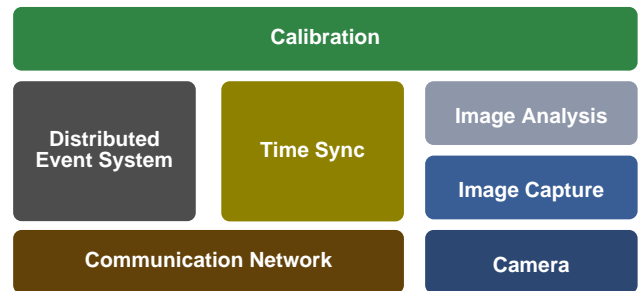 Calibration
Distributed
Event System
Time Sync
Image Analysis
Image Capture
Communication Network
Camera